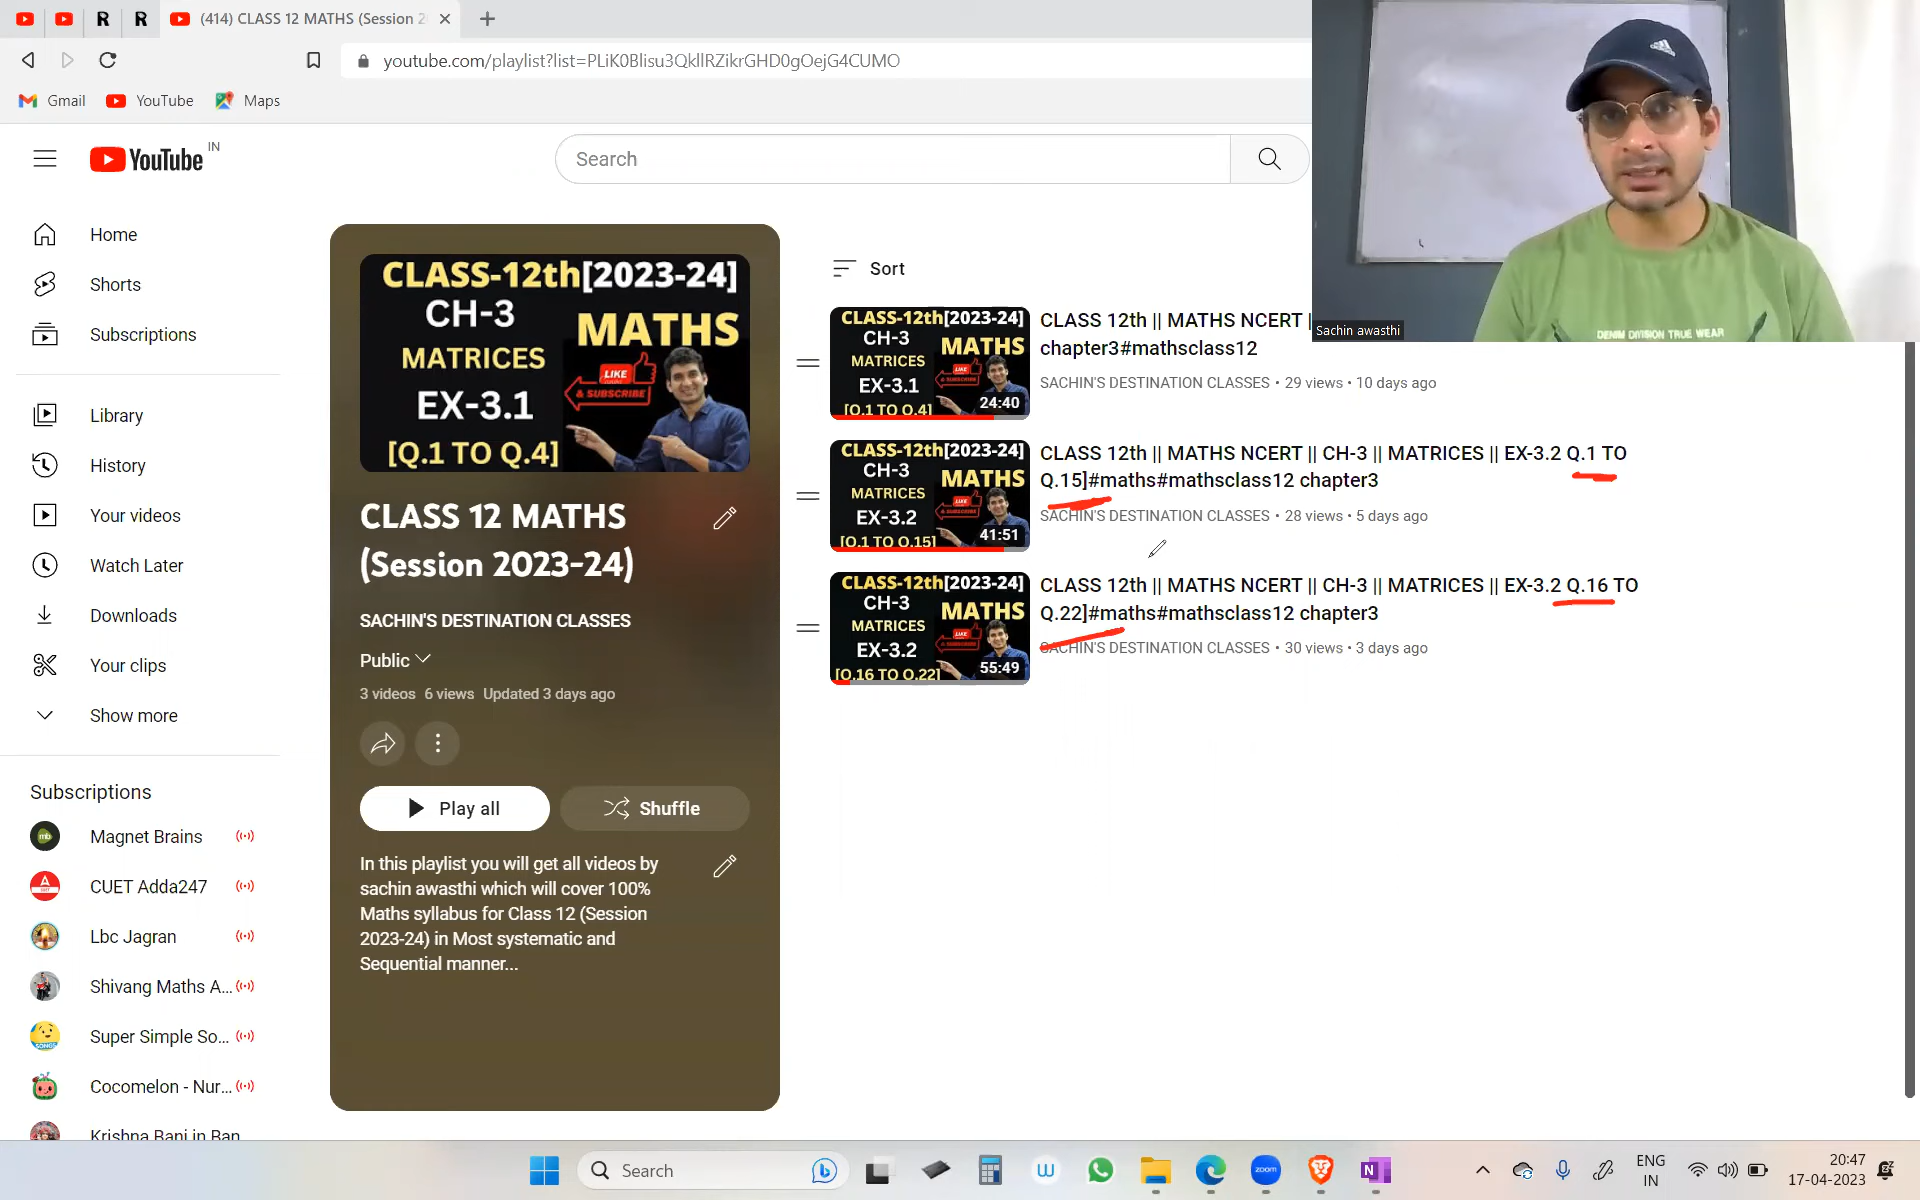 (414) CLASS 12 MATHS (Session 2
youtube.com/playlist?list=PLiK0Blisu3QkllRZikrGHD0gOejG4CUMO
Gmail
YouTube
Maps
YouTube IN
Search
Home
Shorts
Subscriptions
Library
History
Your videos
Watch Later
Downloads
Your clips
Show more
Subscriptions
Magnet Brains
CUET Adda247
Lbc Jagran
Shivang Maths A...
Super Simple So...
Cocomelon - Nur...
CLASS-12th[2023-24]
CH-3
MATHS
MATRICES
LIKE
& SUBSCRIBE
EX-3.1
[Q.1 TO Q.4]
CLASS 12 MATHS
(Session 2023-24)
SACHIN'S DESTINATION CLASSES
Public
3 videos 6 views Updated 3 days ago
Play all
Shuffle
In this playlist you will get all videos by
sachin awasthi which will cover 100%
Maths syllabus for Class 12 (Session
2023-24) in Most systematic and
Sequential manner...
Sort
CLASS-12th[2023-24]
CH-3
MATHS
MATRICES
EX-3.1
[Q.1 TO Q.4]
24:40
CLASS 12th || MATHS NCERT |
chapter3#mathsclass12
SACHIN'S DESTINATION CLASSES • 29 views • 10 days ago
CLASS-12th[2023-24]
CH-3
MATHS
MATRICES
EX-3.2
[Q.1 TO Q.15]
41:51
CLASS 12th || MATHS NCERT || CH-3 || MATRICES || EX-3.2 Q.1 TO
Q.15]#maths#mathsclass12 chapter3
SACHIN'S DESTINATION CLASSES • 28 views • 5 days ago
CLASS-12th[2023-24]
CH-3
MATHS
MATRICES
EX-3.2
[Q.16 TO Q.22]
55:49
CLASS 12th || MATHS NCERT || CH-3 || MATRICES || EX-3.2 Q.16 TO
Q.22]#maths#mathsclass12 chapter3
SACHIN'S DESTINATION CLASSES • 30 views • 3 days ago
Sachin awasthi
DENIM DIVISION TRUE WEAR
Search
zoom
ENG
IN
20:47
17-04-2023